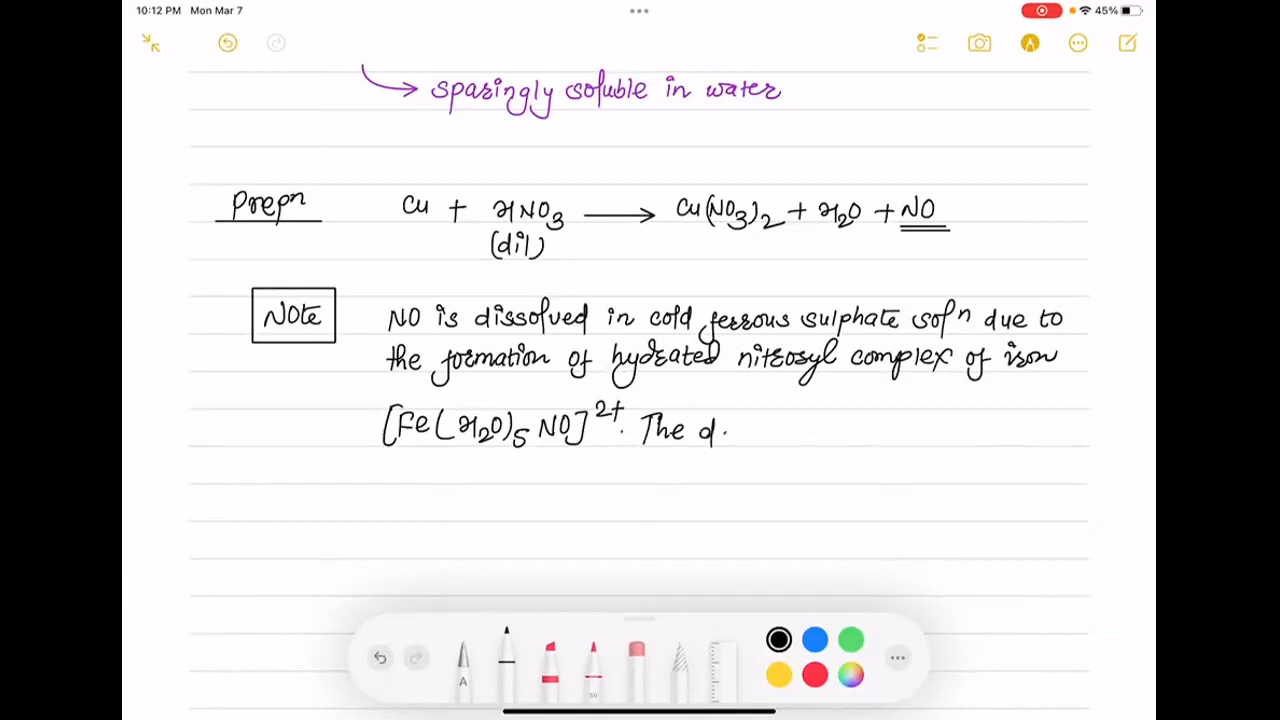 10:12 PM Mon Mar 7
45%
sparingly soluble in water
Prepⁿ Cu + HNO₃ ⟶ Cu(NO₃)₂ + H₂O + NO
(dil)
NOte NO is dissolved in cold ferrous sulphate solⁿ due to
the formation of hydrated nitrosyl complex of iron
[Fe(H₂O)₅ NO]²⁺. The d.
A
50